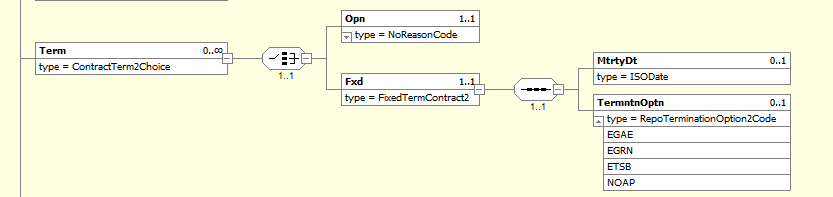 Term 0..∞
type = ContractTerm2Choice
1..1
Opn 1..1
type = NoReasonCode
Fxd 1..1
type = FixedTermContract2
1..1
MtrtyDt 0..1
type = ISODate
TermntnOptn 0..1
type = RepoTerminationOption2Code
EGAE
EGRN
ETSB
NOAP